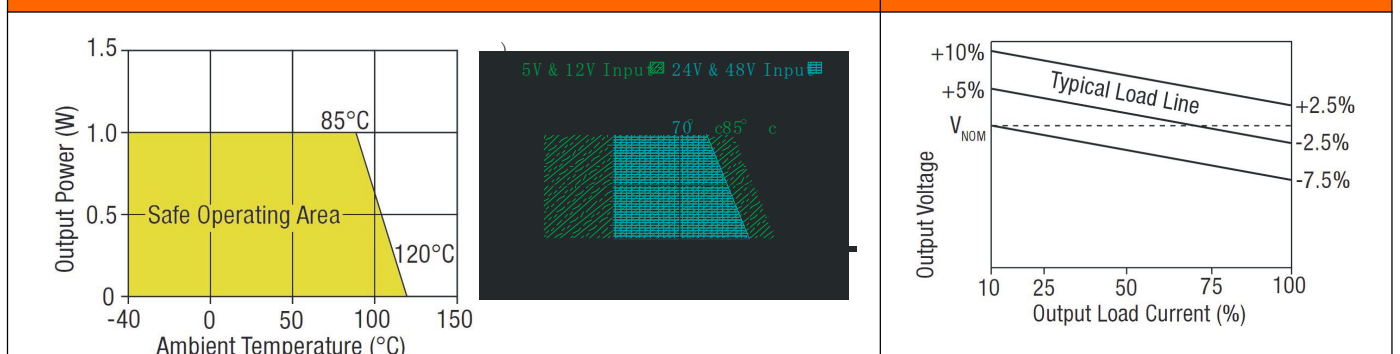 1.5
1.0
0.5
0
Output Power (W)
85°C
Safe Operating Area
120°C
-40 0 50 100 150
Ambient Temperature (°C)
)
5V & 12V Input 24V & 48V Input
70° c85° c
+10%
+5%
VNOM
Typical Load Line
+2.5%
-2.5%
-7.5%
Output Voltage
10 25 50 75 100
Output Load Current (%)